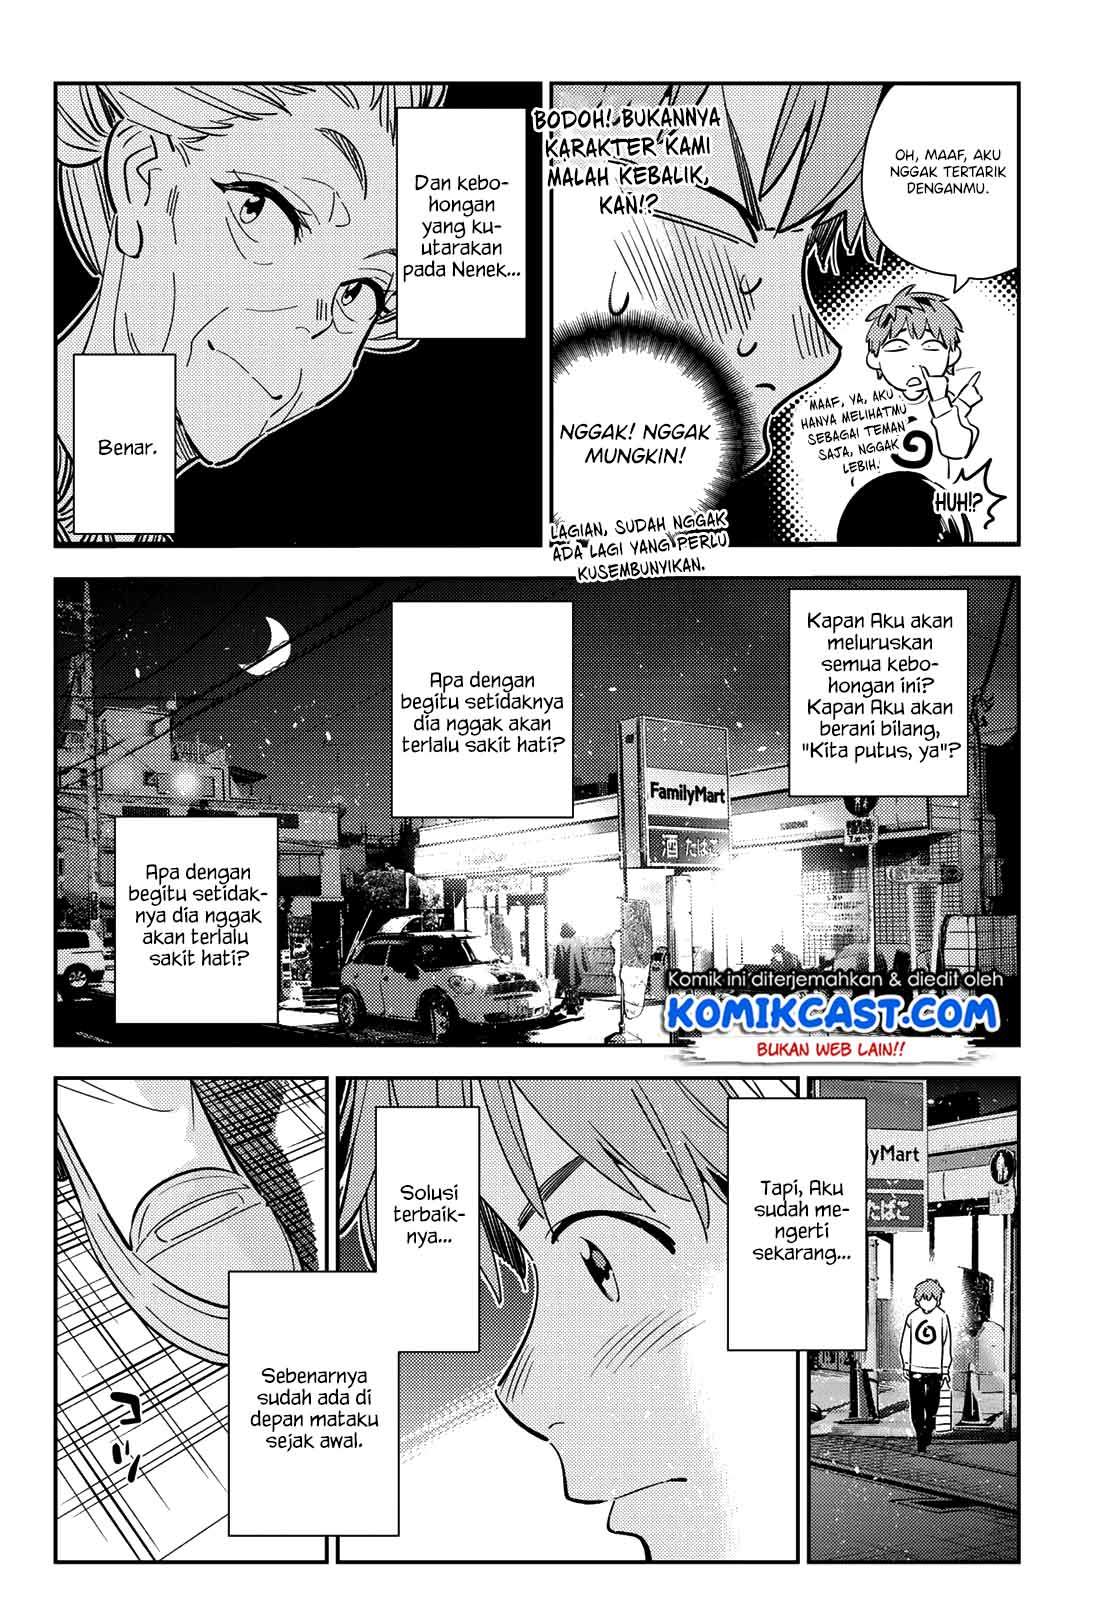 OH, MAAF, AKU
NGGAK TERTARIK
DENGANMU.
MAAF, YA, AKU
HANYA MELIHATMU
SEBAGAI TEMAN
SAJA, NGGAK
LEBIH.
HUH!?
BODOH! BUKANNYA
KARAKTER KAMI
MALAH KEBALIK,
KAN!?
NGGAK! NGGAK
MUNGKIN!
LAGIAN, SUDAH NGGAK
ADA LAGI YANG PERLU
KUSEMBUNYIKAN.
Dan kebo-
hongan
yang ku-
utarakan
pada Nenek...
Benar.
Kapan Aku akan
meluruskan
semua kebo-
hongan ini?
Kapan Aku akan
berani bilang,
"Kita putus, ya"?
Apa dengan
begitu setidaknya
dia nggak akan
terlalu sakit hati?
Apa dengan
begitu setidak-
nya dia nggak
akan terlalu
sakit hati?
FamilyMart
酒 たばこ
Komik ini diterjemahkan & diedit oleh
KOMIKCAST.COM
BUKAN WEB LAIN!!
Tapi, Aku
sudah me-
ngerti
sekarang...
lyMart
たばこ
Solusi
terbaik-
nya...
Sebenarnya
sudah ada di
depan mataku
sejak awal.